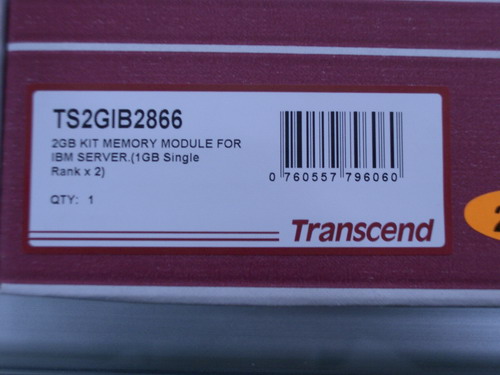 TS2GIB2866
2GB KIT MEMORY MODULE FOR
IBM SERVER.(1GB Single
Rank x 2)
QTY: 1
0 760557 796060
Transcend